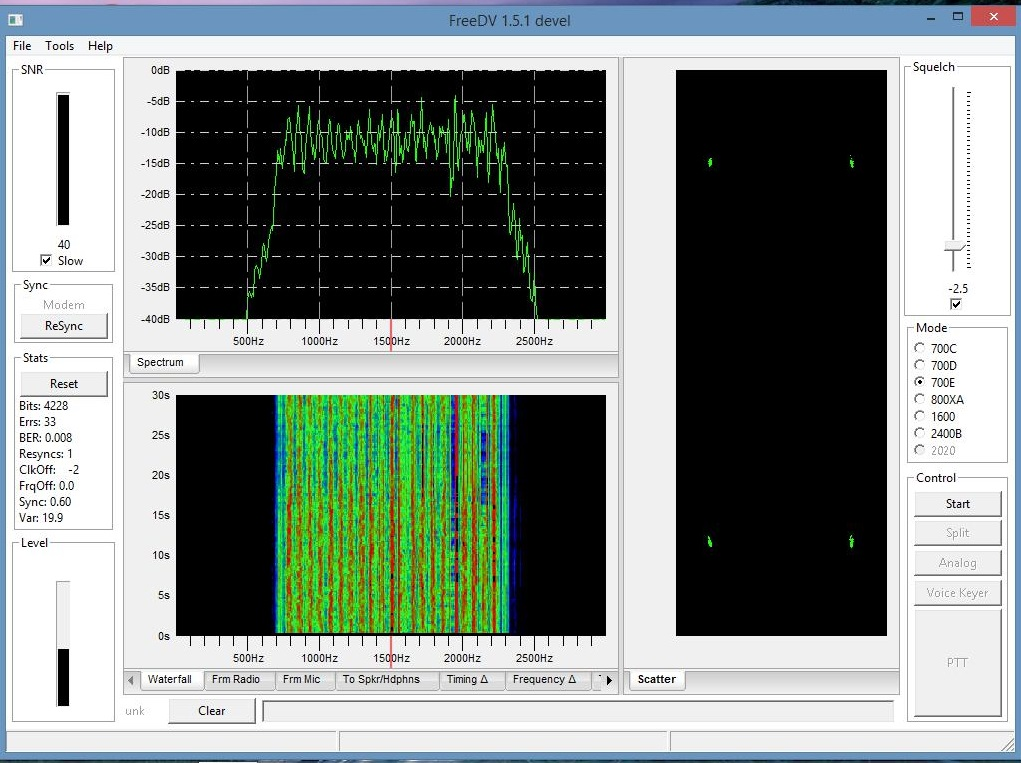 FreeDV 1.5.1 devel
File Tools Help
SNR
40
Slow
Sync
Modem
ReSync
Stats
Reset
Bits: 4228
Errs: 33
BER: 0.008
Resyncs: 1
ClkOff: -2
FrqOff: 0.0
Sync: 0.60
Var: 19.9
Level
0dB
-5dB
-10dB
-15dB
-20dB
-25dB
-30dB
-35dB
-40dB
500Hz 1000Hz 1500Hz 2000Hz 2500Hz
Spectrum
30s
25s
20s
15s
10s
5s
0s
500Hz 1000Hz 1500Hz 2000Hz 2500Hz
Waterfall Frm Radio Frm Mic To Spkr/Hdphns Timing Δ Frequency Δ
unk Clear
Scatter
Squelch
-2.5
Mode
700C
700D
700E
800XA
1600
2400B
2020
Control
Start
Split
Analog
Voice Keyer
PTT